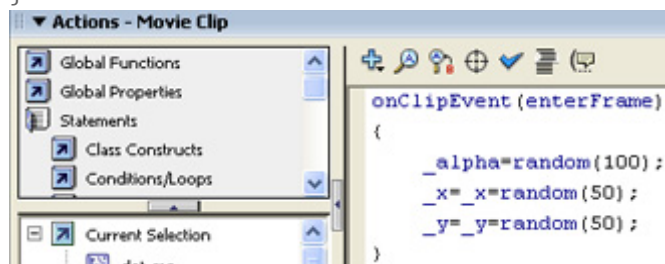 }
Actions - Movie Clip
Global Functions
Global Properties
Statements
Class Constructs
Conditions/Loops
Current Selection
onClipEvent(enterFrame)
{
_alpha=random(100);
_x=_x=random(50);
_y=_y=random(50);
}